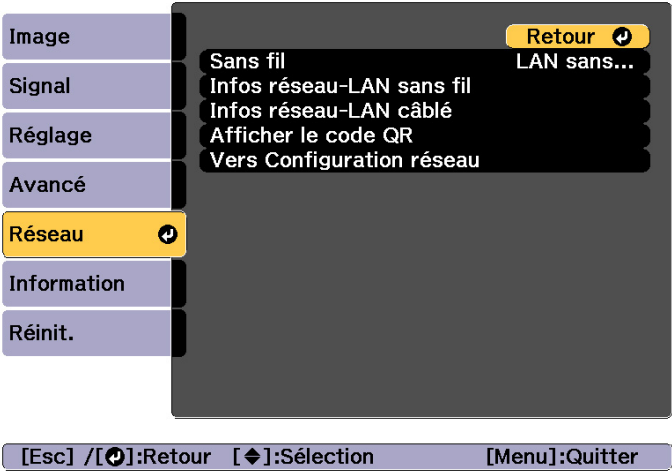 Image
Signal
Réglage
Avancé
Réseau
Information
Réinit.
Retour
Sans fil LAN sans...
Infos réseau-LAN sans fil
Infos réseau-LAN câblé
Afficher le code QR
Vers Configuration réseau
[Esc] /[⏎]:Retour [◆]:Sélection [Menu]:Quitter